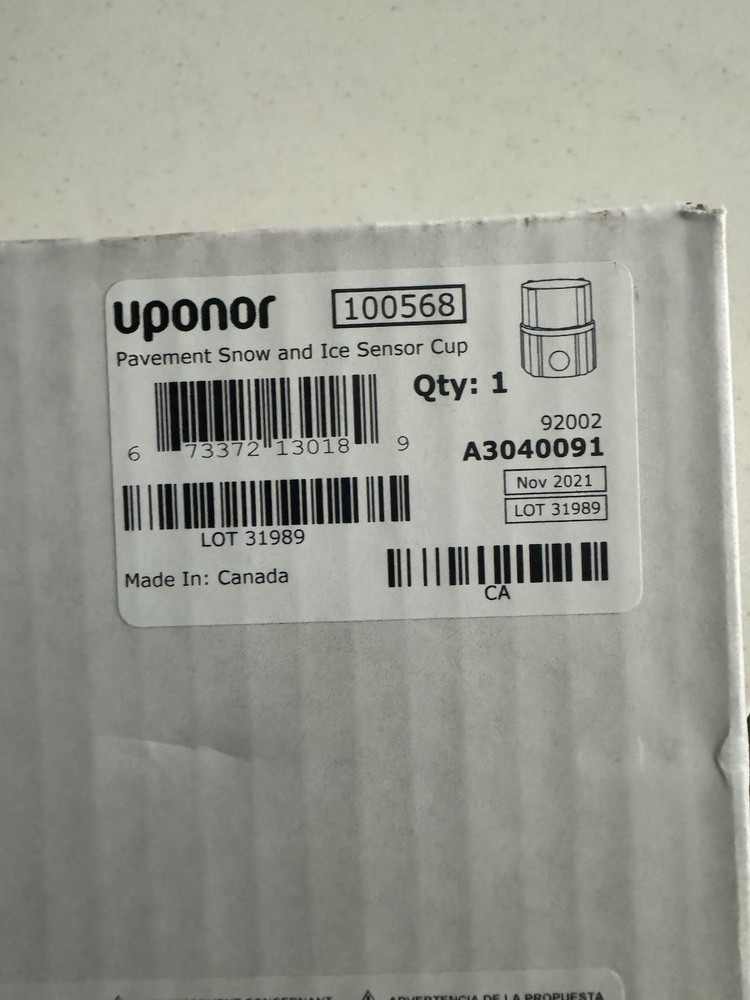 uponor
100568
Pavement Snow and Ice Sensor Cup
Qty: 1
6 73372 13018 9
92002
A3040091
Nov 2021
LOT 31989
LOT 31989
Made In: Canada
CA
ADVERTENCIA DE LA PROPUESTA